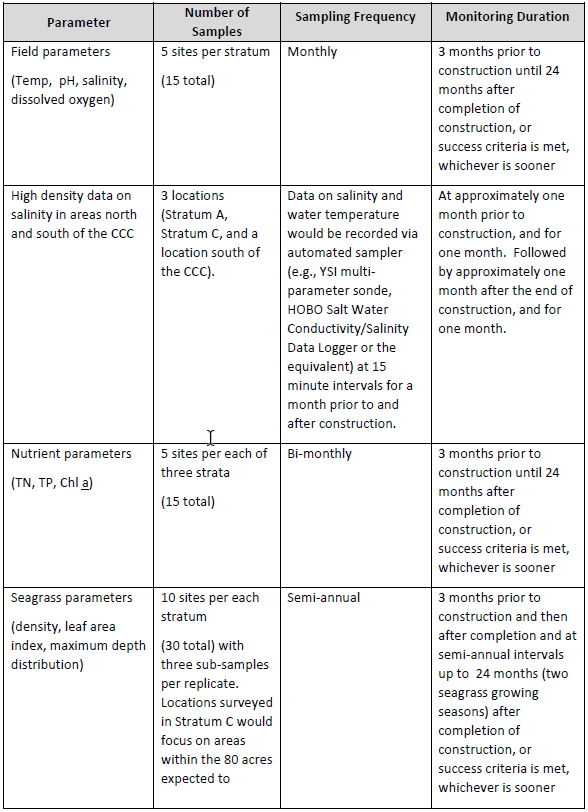 Parameter
Number of
Samples
Sampling Frequency
Monitoring Duration
Field parameters
(Temp, pH, salinity,
dissolved oxygen)
5 sites per stratum
(15 total)
Monthly
3 months prior to
construction until 24
months after
completion of
construction, or
success criteria is met,
whichever is sooner
High density data on
salinity in areas north
and south of the CCC
3 locations
(Stratum A,
Stratum C, and a
location south of
the CCC).
Data on salinity and
water temperature
would be recorded via
automated sampler
(e.g., YSI multi-
parameter sonde,
HOBO Salt Water
Conductivity/Salinity
Data Logger or the
equivalent) at 15
minute intervals for a
month prior to and
after construction.
At approximately one
month prior to
construction, and for
one month. Followed
by approximately one
month after the end of
construction, and for
one month.
Nutrient parameters
(TN, TP, Chl a)
5 sites per each of
three strata
(15 total)
Bi-monthly
3 months prior to
construction until 24
months after
completion of
construction, or
success criteria is met,
whichever is sooner
Seagrass parameters
(density, leaf area
index, maximum depth
distribution)
10 sites per each
stratum
(30 total) with
three sub-samples
per replicate.
Locations surveyed
in Stratum C would
focus on areas
within the 80 acres
expected to
Semi-annual
3 months prior to
construction and then
after completion and at
semi-annual intervals
up to 24 months (two
seagrass growing
seasons) after
completion of
construction, or
success criteria is met,
whichever is sooner